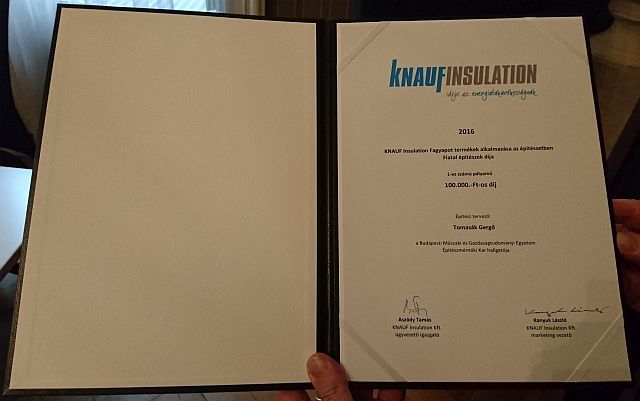 KNAUFINSULATION
ideje az energiatakarékosságnak
2016
KNAUF Insulation Fagyapot termékek alkalmazása az építészetben
Fiatal építészek díja
1-es számú pályamű
100.000.-Ft-os díj
Építész tervező:
Tomasák Gergő
a Budapesti Műszaki és Gazdaságtudományi Egyetem
Építészmérnöki Kar hallgatója
Aszódy Tamás
KNAUF Insulation Kft.
ügyvezető igazgató
Kanyuk László
KNAUF Insulation Kft.
marketing vezető